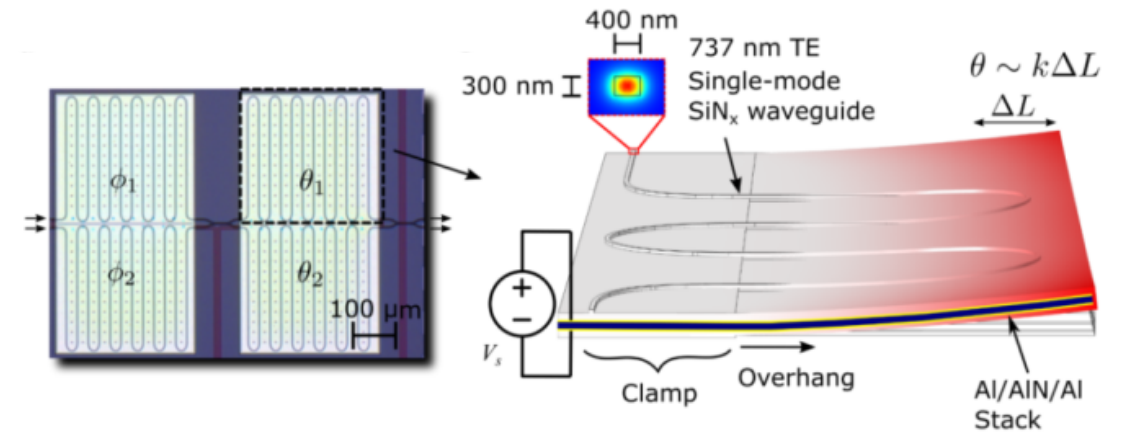 ϕ₁
θ₁
ϕ₂
θ₂
100 μm
400 nm
300 nm
737 nm TE
Single-mode
SiNₓ waveguide
θ ∼ kΔL
ΔL
+
−
Vₛ
Clamp
Overhang
Al/AlN/Al
Stack